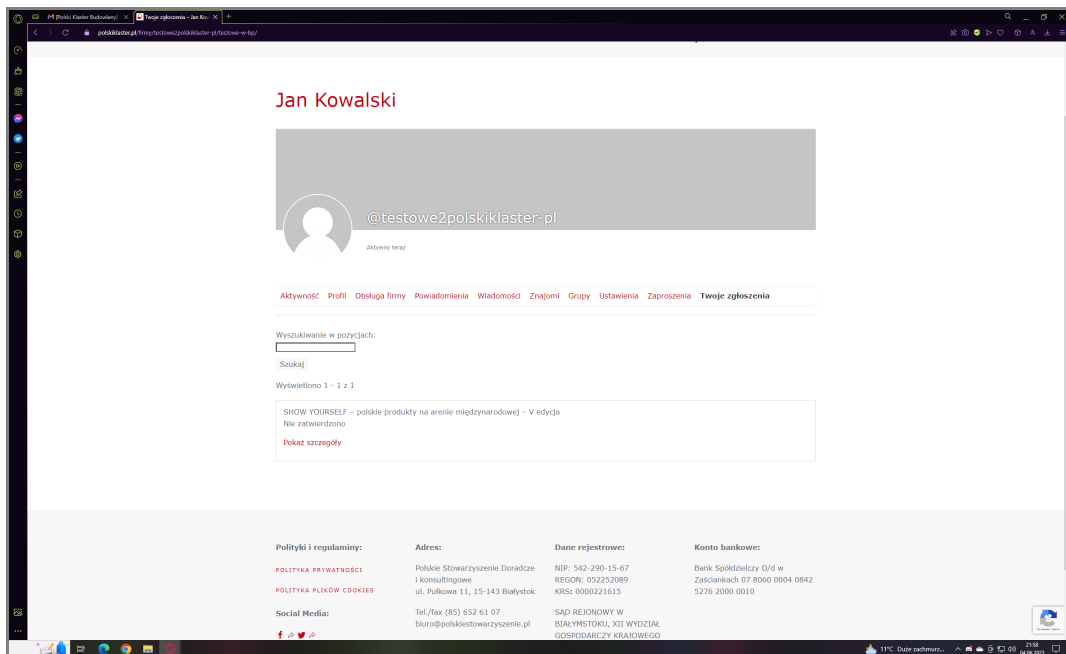 [Polski Klaster Budowlany]
Twoje zgłoszenia – Jan Ko
polskiklaster.pl/firmy/testowe2polskiklaster-pl/testowe-w-bp/
Jan Kowalski
@testowe2polskiklaster-pl
Aktywny teraz
Aktywność Profil Obsługa firmy Powiadomienia Wiadomości Znajomi Grupy Ustawienia Zaproszenia Twoje zgłoszenia
Wyszukiwanie w pozycjach:
Szukaj
Wyświetlono 1 - 1 z 1
SHOW YOURSELF – polskie produkty na arenie międzynarodowej – V edycja
Nie zatwierdzono
Pokaż szczegóły
Polityki i regulaminy:
POLITYKA PRYWATNOŚCI
POLITYKA PLIKÓW COOKIES
Social Media:
Adres:
Polskie Stowarzyszenie Doradcze
i konsultingowe
ul. Pułkowa 11, 15-143 Białystok
Tel./fax (85) 652 61 07
biuro@polskiestowarzyszenie.pl
Dane rejestrowe:
NIP: 542-290-15-67
REGON: 052252089
KRS: 0000221615
SĄD REJONOWY W
BIAŁYMSTOKU, XII WYDZIAŁ
GOSPODARCZY KRAJOWEGO
Konto bankowe:
Bank Spółdzielczy O/d w
Zaściankach 07 8060 0004 0842
5276 2000 0010
11°C Duże zachmurz...
21:58
04.06.2023